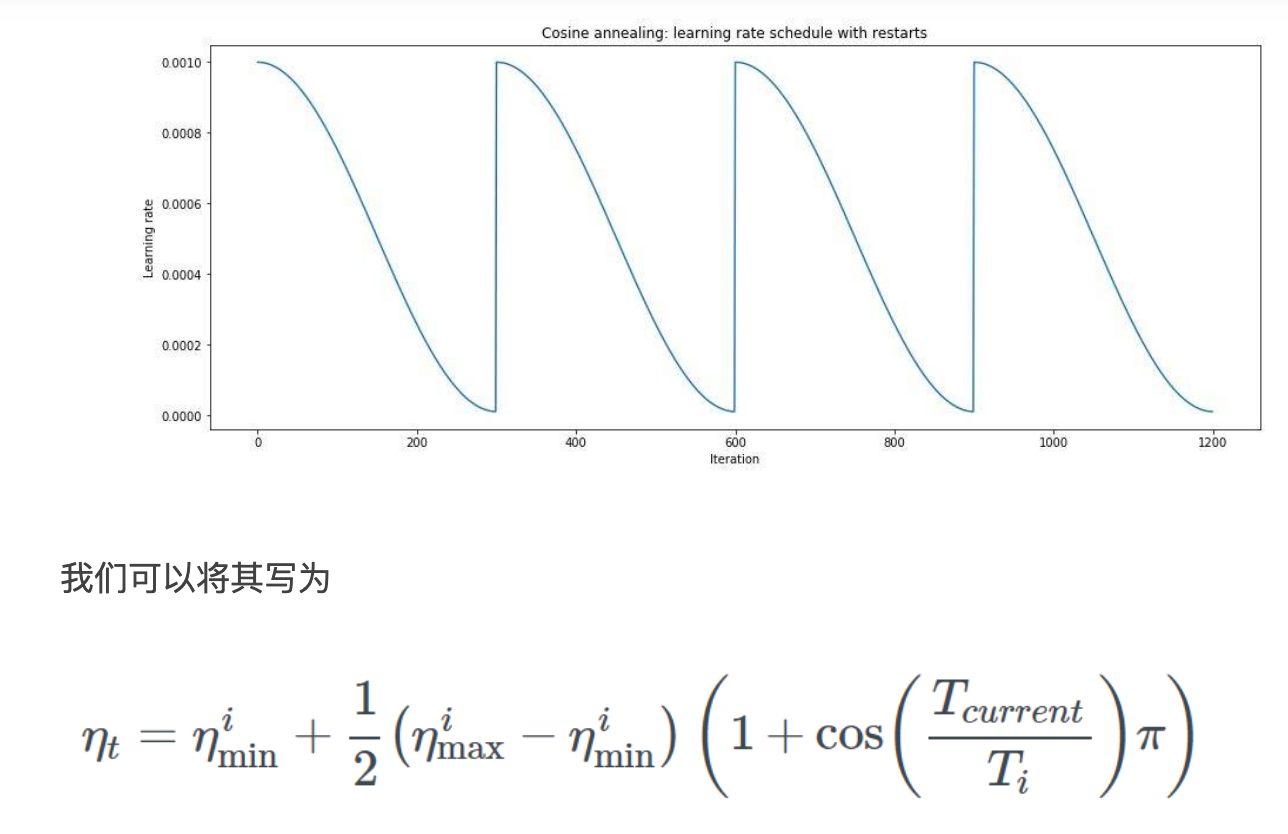 Cosine annealing: learning rate schedule with restarts
0.0010
0.0008
0.0006
0.0004
0.0002
0.0000
Learning rate
0 200 400 600 800 1000 1200
Iteration
我们可以将其写为
$\eta_t = \eta_{\min}^i + \frac{1}{2}\left(\eta_{\max}^i - \eta_{\min}^i\right)\left(1 + \cos\left(\frac{T_{current}}{T_i}\right)\pi\right)$